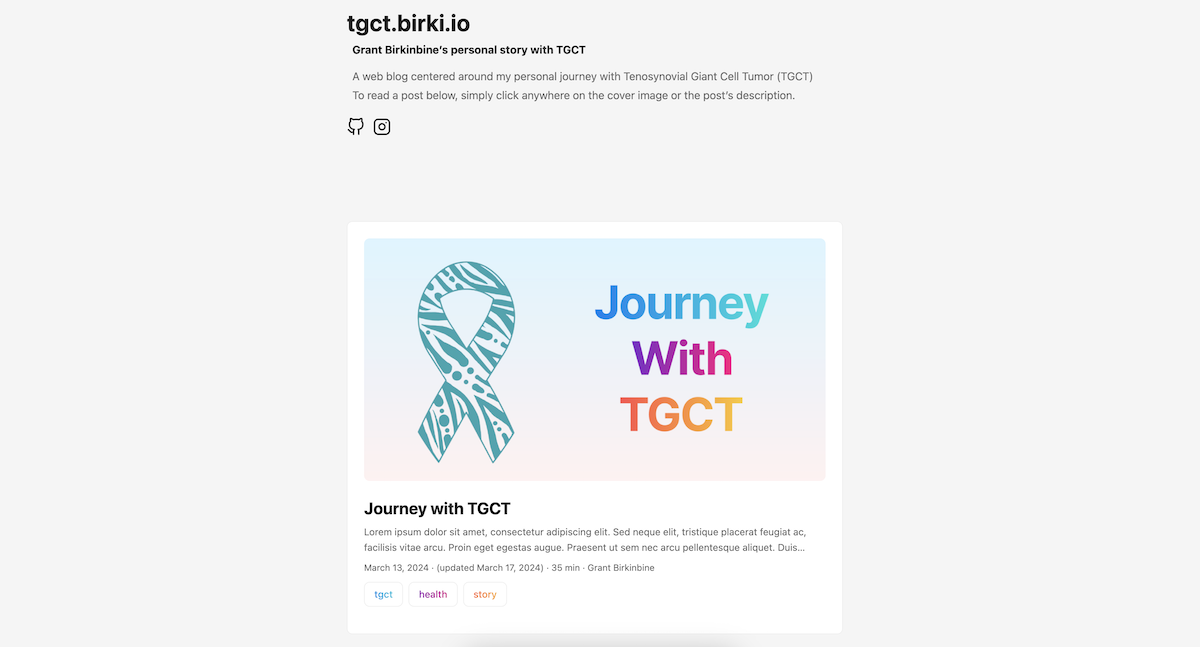 tgct.birki.io
Grant Birkinbine’s personal story with TGCT
A web blog centered around my personal journey with Tenosynovial Giant Cell Tumor (TGCT)
To read a post below, simply click anywhere on the cover image or the post’s description.
Journey
With
TGCT
Journey with TGCT
Lorem ipsum dolor sit amet, consectetur adipiscing elit. Sed neque elit, tristique placerat feugiat ac,
facilisis vitae arcu. Proin eget egestas augue. Praesent ut sem nec arcu pellentesque aliquet. Duis...
March 13, 2024 · (updated March 17, 2024) · 35 min · Grant Birkinbine
tgct health story